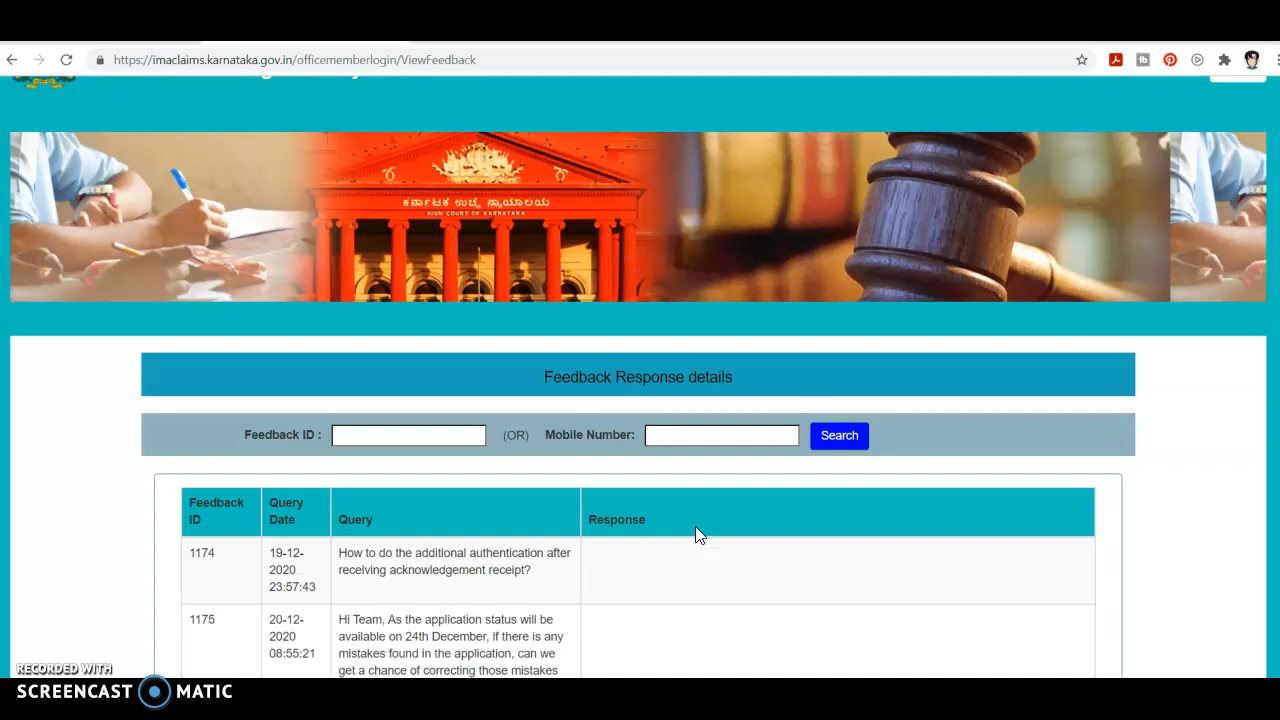 https://imaclaims.karnataka.gov.in/officememberlogin/ViewFeedback
ಕರ್ನಾಟಕ ಉಚ್ಚ ನ್ಯಾಯಾಲಯ
HIGH COURT OF KARNATAKA
Feedback Response details
Feedback ID :
(OR)
Mobile Number:
Search
Feedback
ID
Query
Date
Query
Response
1174
19-12-
2020
23:57:43
How to do the additional authentication after
receiving acknowledgement receipt?
1175
20-12-
2020
08:55:21
Hi Team, As the application status will be
available on 24th December, if there is any
mistakes found in the application, can we
get a chance of correcting those mistakes
RECORDED WITH
SCREENCAST MATIC